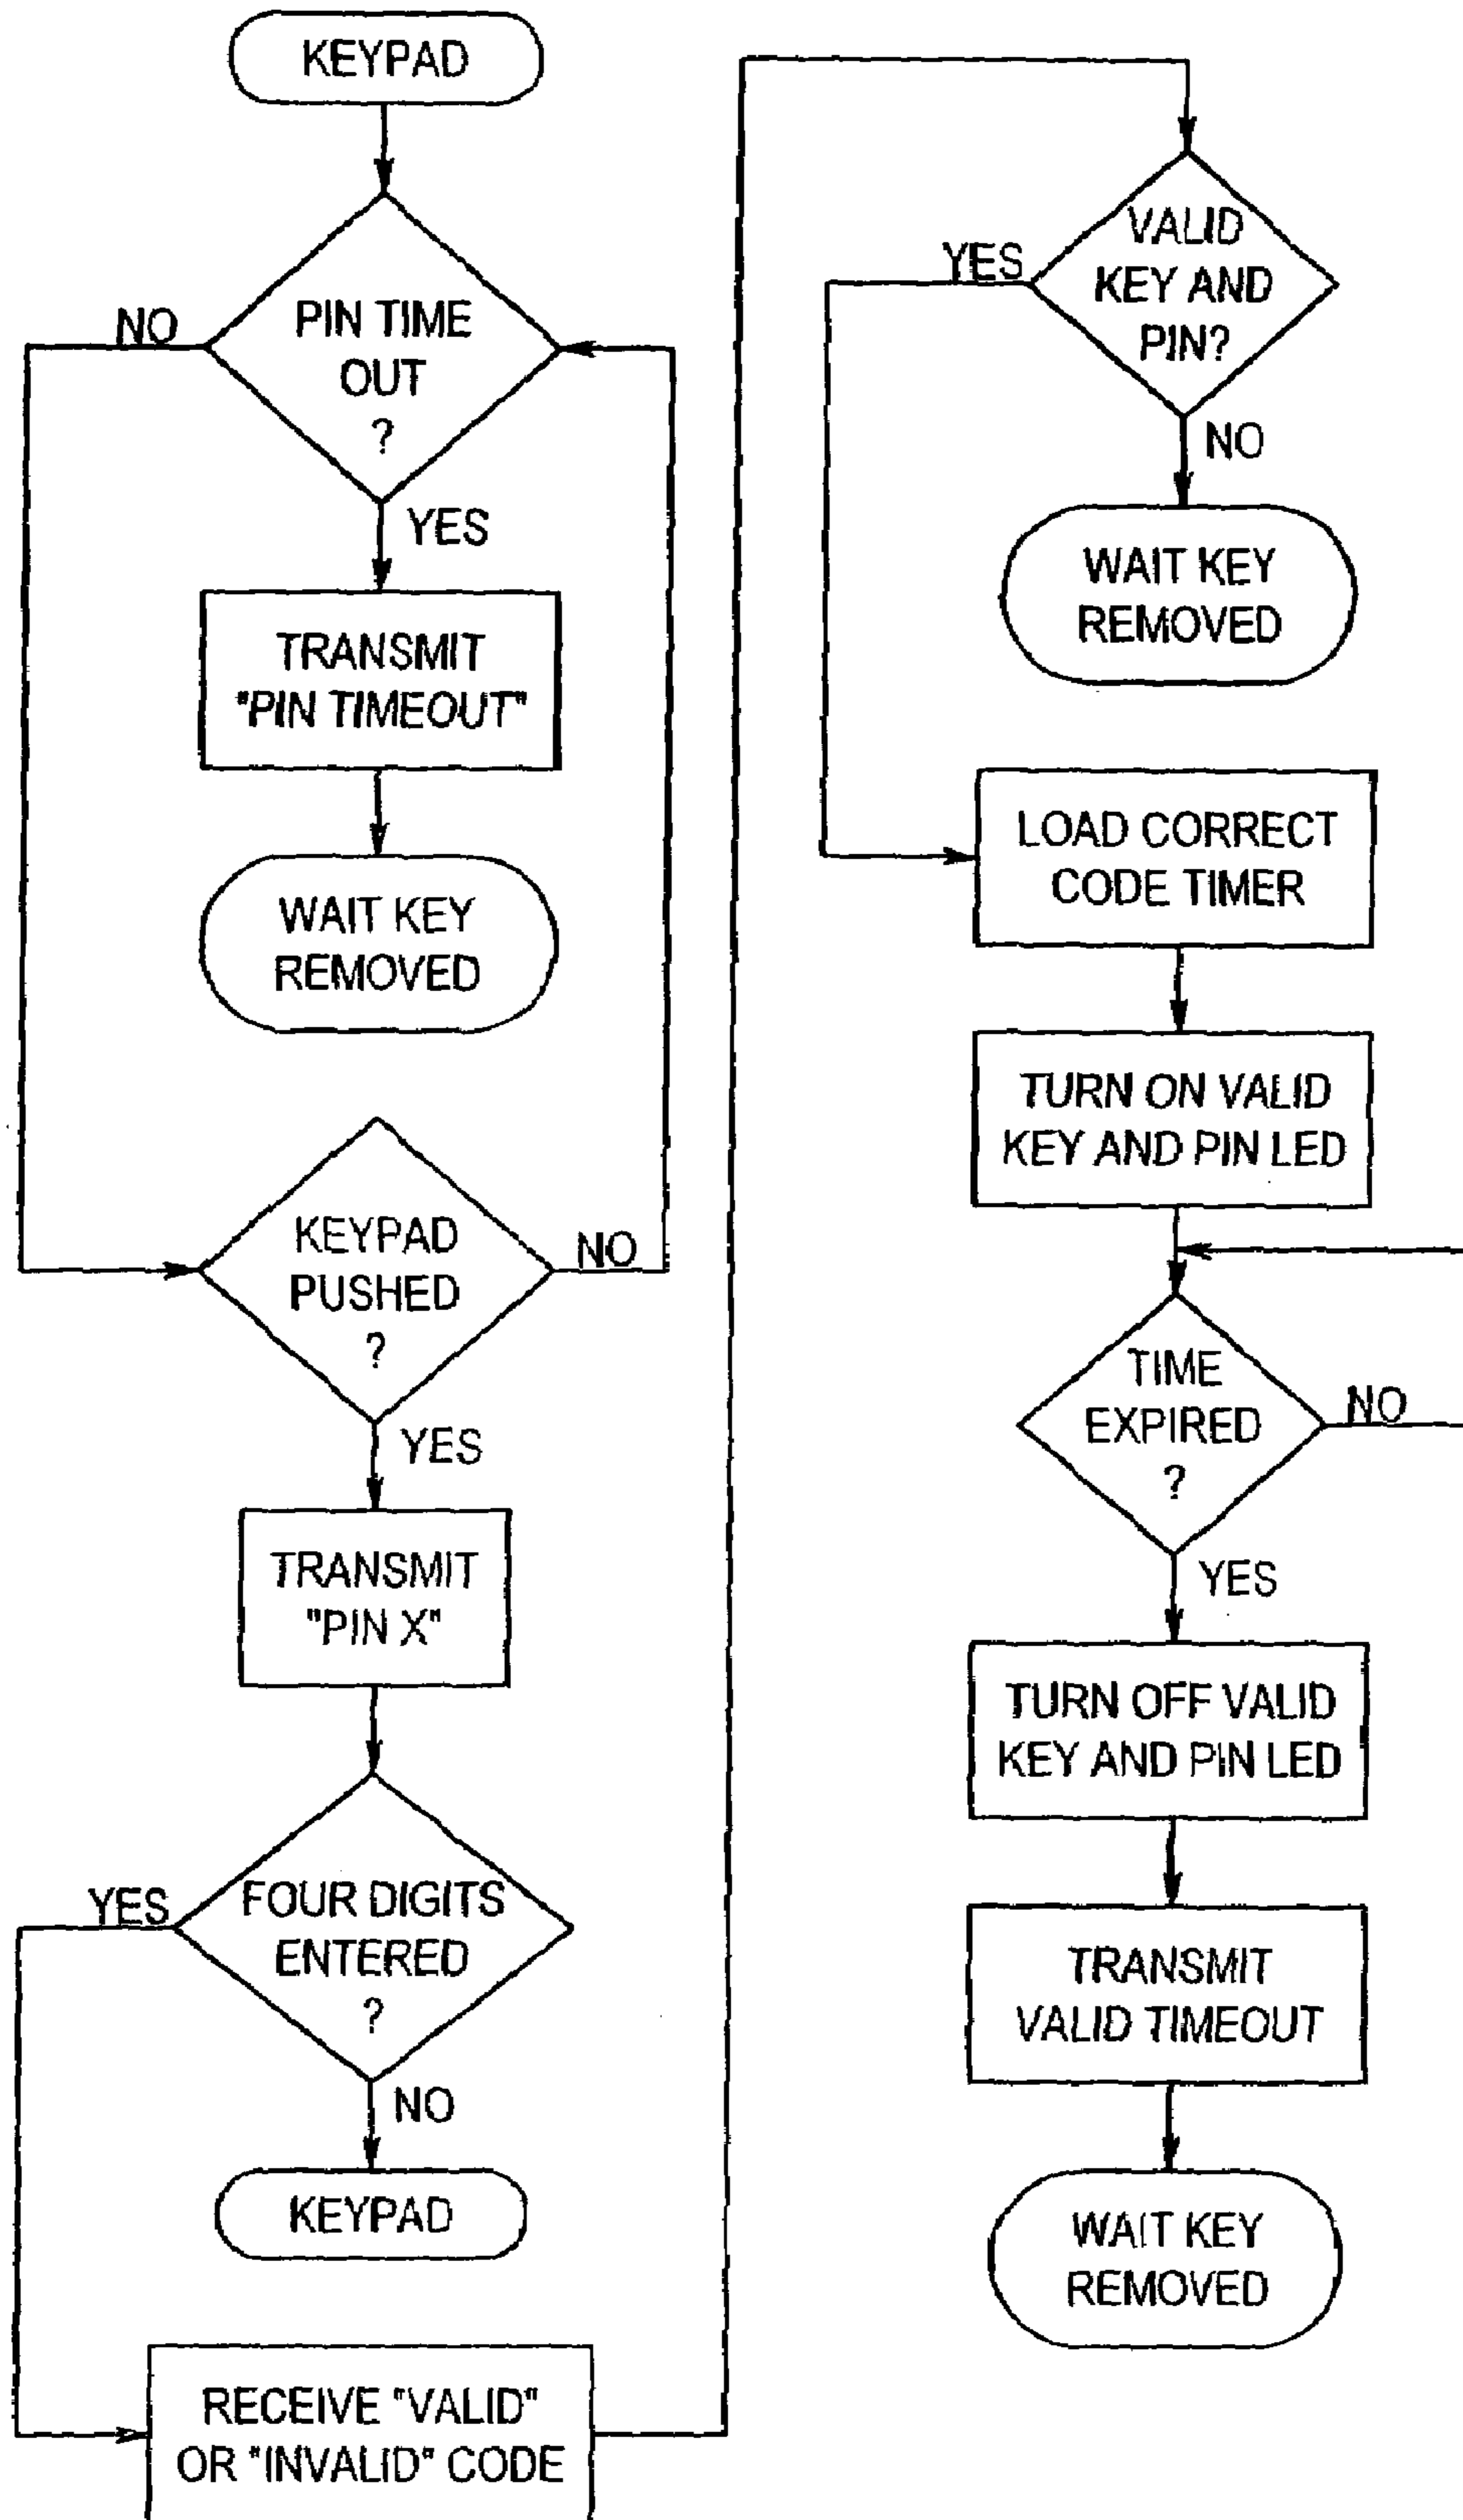 KEYPAD
NO
PIN TIME
OUT
?
YES
TRANSMIT
"PIN TIMEOUT"
WAIT KEY
REMOVED
KEYPAD
PUSHED
?
NO
YES
TRANSMIT
"PIN X"
YES
FOUR DIGITS
ENTERED
?
NO
KEYPAD
RECEIVE "VALID"
OR "INVALID" CODE
YES
VALID
KEY AND
PIN?
NO
WAIT KEY
REMOVED
LOAD CORRECT
CODE TIMER
TURN ON VALID
KEY AND PIN LED
TIME
EXPIRED
?
NO
YES
TURN OFF VALID
KEY AND PIN LED
TRANSMIT
VALID TIMEOUT
WAIT KEY
REMOVED